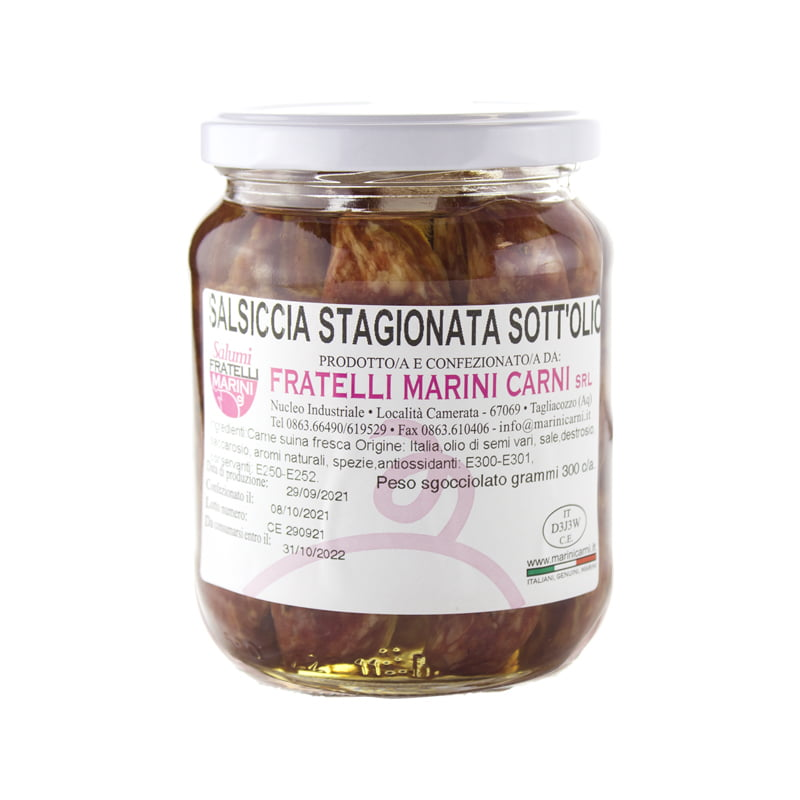 SALSICCIA STAGIONATA SOTT'OLIO
Salumi
FRATELLI
MARINI
PRODOTTO/A E CONFEZIONATO/A DA:
FRATELLI MARINI CARNI SRL
Nucleo Industriale • Località Camerata - 67069 • Tagliacozzo (Aq)
Tel 0863.66490/619529 • Fax 0863.610406 - info@marinicarni.it
Ingredienti Carne suina fresca Origine: Italia,olio di semi vari, sale,destrosio,
aromi naturali, spezie,antiossidanti: E300-E301,
conservanti: E250-E252.
Peso sgocciolato grammi 300 c/a.
Data di produzione: 29/09/2021
Confezionato il: 08/10/2021
Lotto numero: CE 290921
Da consumarsi entro il: 31/10/2022
IT
D3J3W
C.E.
www.marinicarni.it
ITALIANI, GENUINI, MARINI